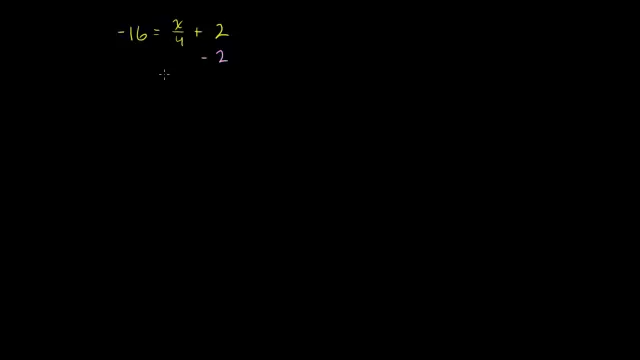 -16 = x/4 + 2
- 2